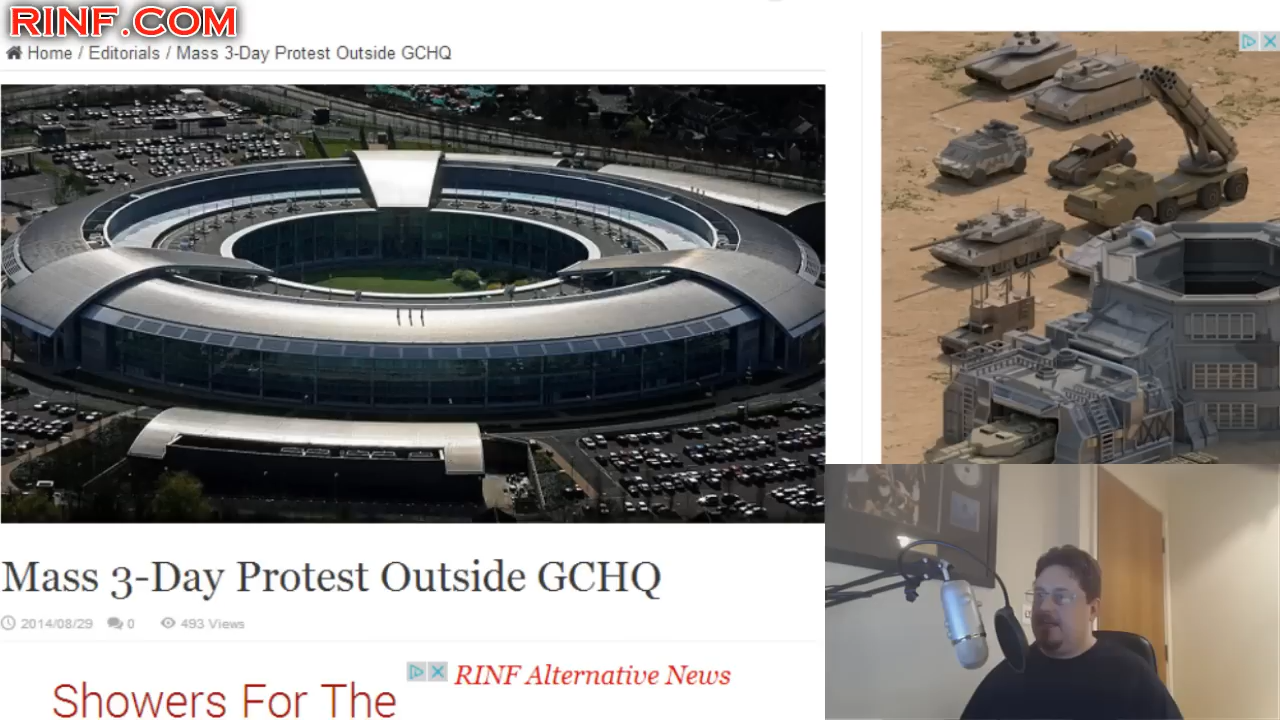 RINF.COM
Home / Editorials / Mass 3-Day Protest Outside GCHQ
Mass 3-Day Protest Outside GCHQ
2014/08/29 0 493 Views
RINF Alternative News
Showers For The